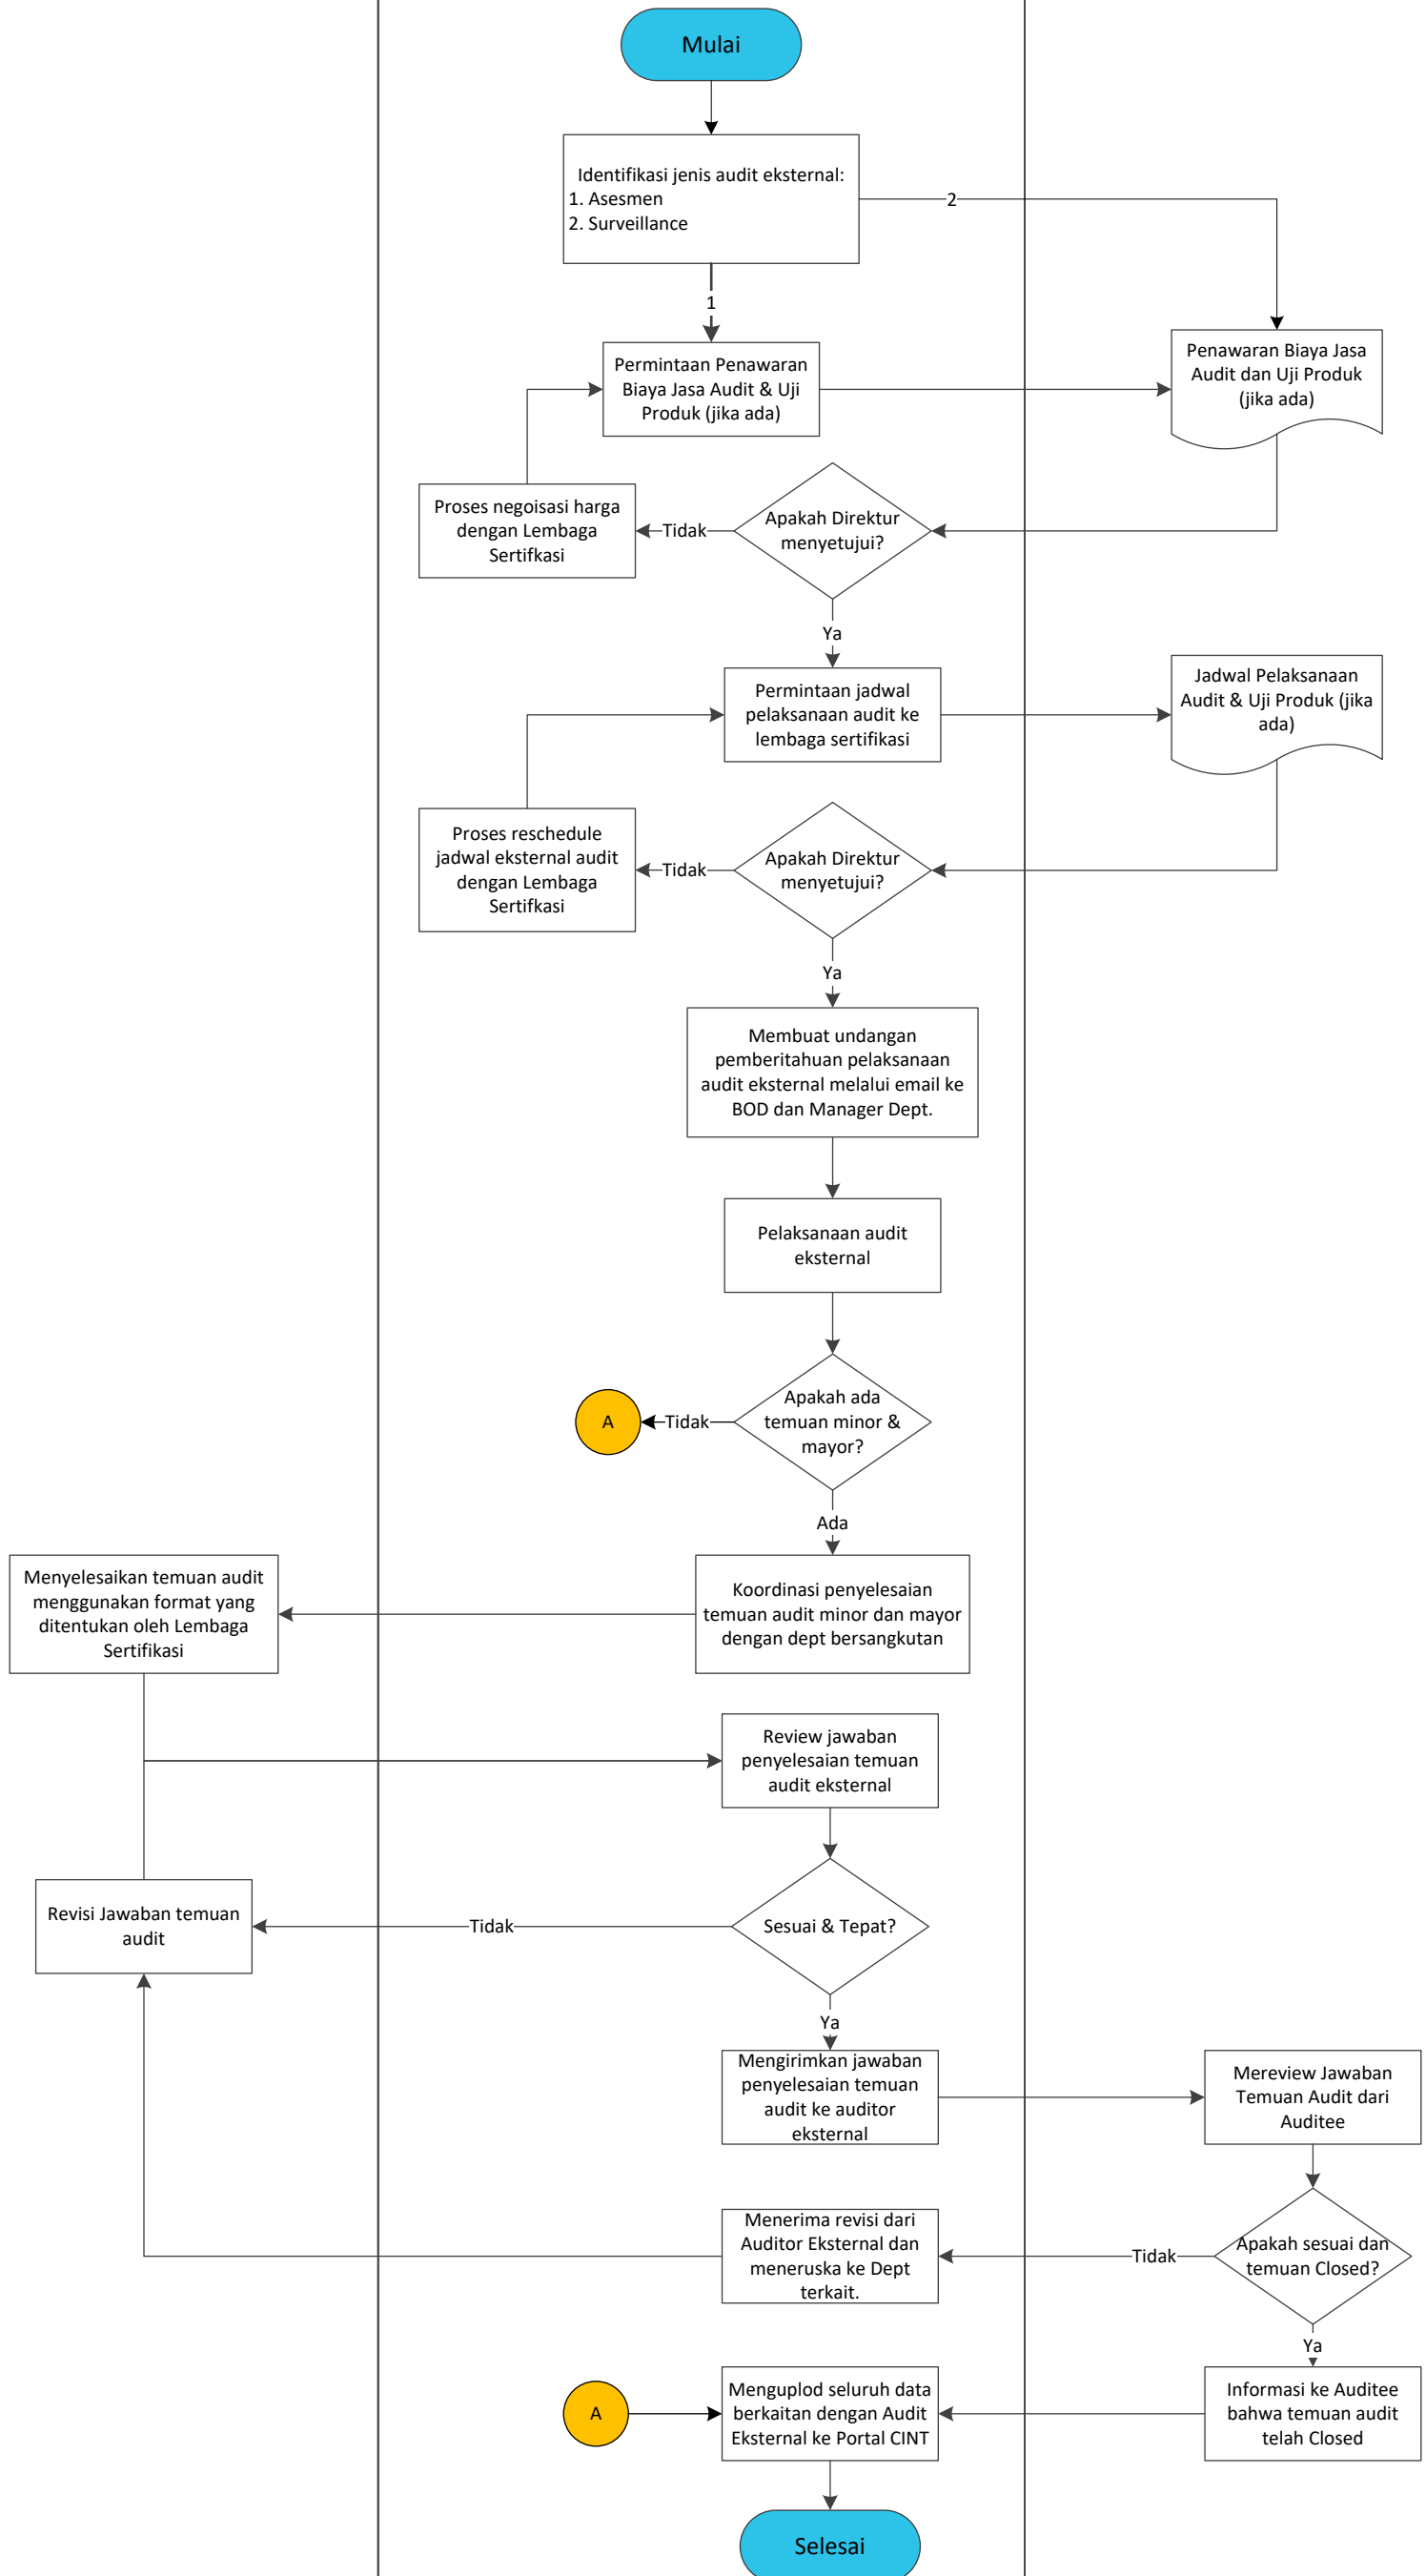 Mulai
Identifikasi jenis audit eksternal:
1. Asesmen
2. Surveillance
2
1
Permintaan Penawaran
Biaya Jasa Audit & Uji
Produk (jika ada)
Penawaran Biaya Jasa
Audit dan Uji Produk
(jika ada)
Proses negoisasi harga
dengan Lembaga
Sertifkasi
Tidak
Apakah Direktur
menyetujui?
Ya
Permintaan jadwal
pelaksanaan audit ke
lembaga sertifikasi
Jadwal Pelaksanaan
Audit & Uji Produk (jika
ada)
Proses reschedule
jadwal eksternal audit
dengan Lembaga
Sertifkasi
Tidak
Apakah Direktur
menyetujui?
Ya
Membuat undangan
pemberitahuan pelaksanaan
audit eksternal melalui email ke
BOD dan Manager Dept.
Pelaksanaan audit
eksternal
A
Tidak
Apakah ada
temuan minor &
mayor?
Ada
Menyelesaikan temuan audit
menggunakan format yang
ditentukan oleh Lembaga
Sertifikasi
Koordinasi penyelesaian
temuan audit minor dan mayor
dengan dept bersangkutan
Review jawaban
penyelesaian temuan
audit eksternal
Revisi Jawaban temuan
audit
Tidak
Sesuai & Tepat?
Ya
Mengirimkan jawaban
penyelesaian temuan
audit ke auditor
eksternal
Mereview Jawaban
Temuan Audit dari
Auditee
Menerima revisi dari
Auditor Eksternal dan
meneruska ke Dept
terkait.
Tidak
Apakah sesuai dan
temuan Closed?
Ya
A
Menguplod seluruh data
berkaitan dengan Audit
Eksternal ke Portal CINT
Informasi ke Auditee
bahwa temuan audit
telah Closed
Selesai